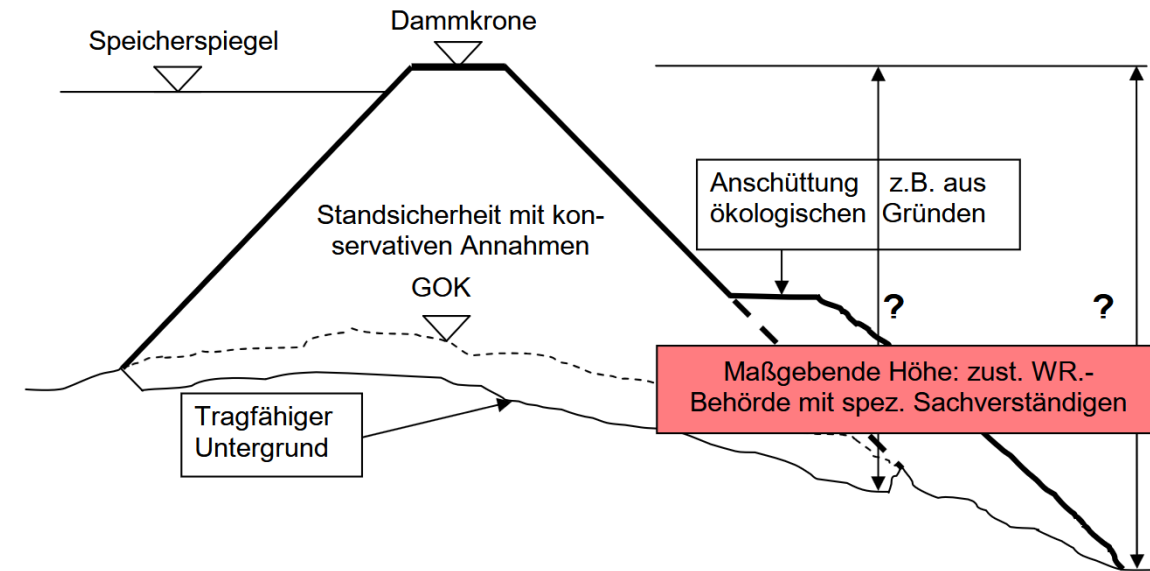 Dammkrone
Speicherspiegel
Anschüttung z.B. aus
ökologischen Gründen
Standsicherheit mit kon-
servativen Annahmen
GOK
? ?
Maßgebende Höhe: zust. WR.-
Behörde mit spez. Sachverständigen
Tragfähiger
Untergrund